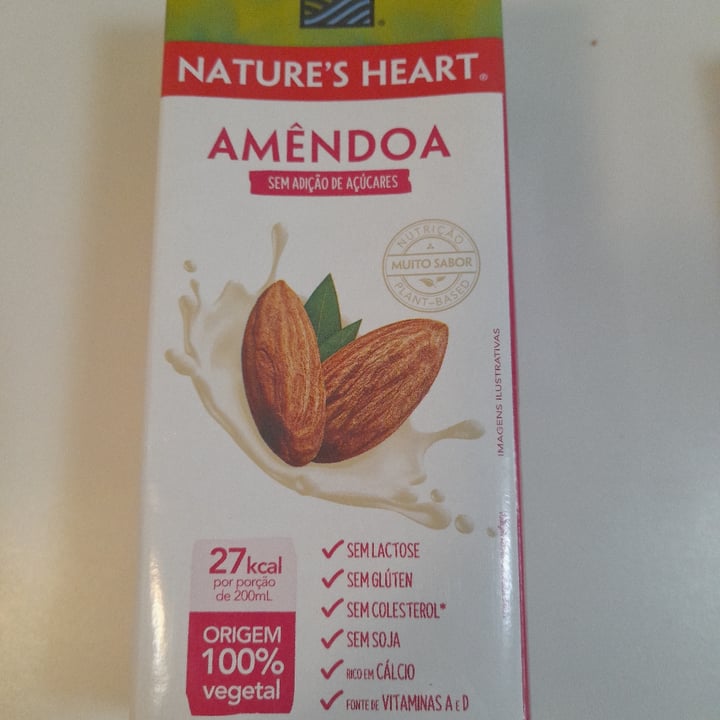 NATURE'S HEART®
AMÊNDOA
SEM ADIÇÃO DE AÇÚCARES
NUTRIÇÃO
MUITO SABOR
PLANT-BASED
IMAGENS ILUSTRATIVAS
27kcal
por porção
de 200mL
ORIGEM
100%
vegetal
SEM LACTOSE
SEM GLÚTEN
SEM COLESTEROL*
SEM SOJA
RICO EM CÁLCIO
FONTE DE VITAMINAS A E D